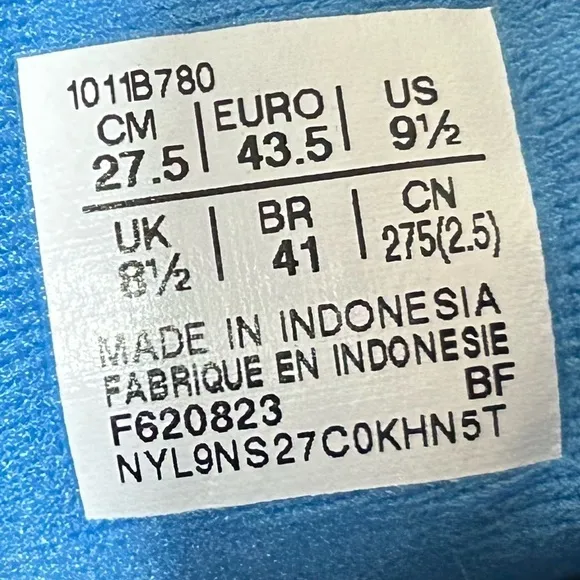 1011B780
CM | EURO | US
27.5 | 43.5 | 9½
UK | BR | CN
8½ | 41 | 275(2.5)
MADE IN INDONESIA
FABRIQUE EN INDONESIE
F620823 BF
NYL9NS27C0KHN5T